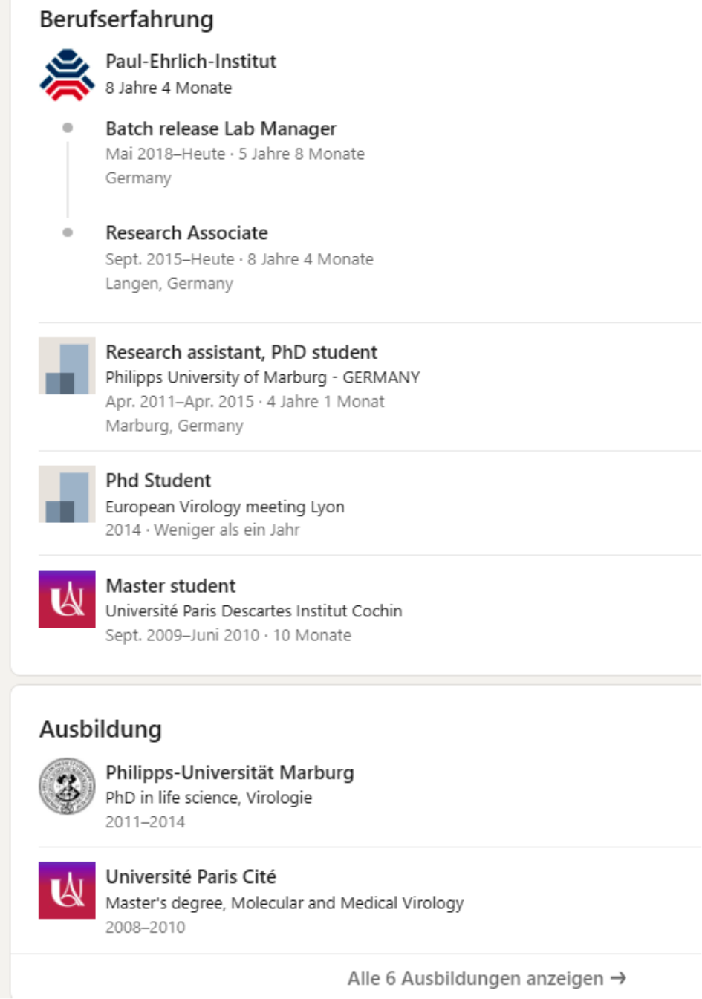 Berufserfahrung
Paul-Ehrlich-Institut
8 Jahre 4 Monate
Batch release Lab Manager
Mai 2018–Heute · 5 Jahre 8 Monate
Germany
Research Associate
Sept. 2015–Heute · 8 Jahre 4 Monate
Langen, Germany
Research assistant, PhD student
Philipps University of Marburg - GERMANY
Apr. 2011–Apr. 2015 · 4 Jahre 1 Monat
Marburg, Germany
Phd Student
European Virology meeting Lyon
2014 · Weniger als ein Jahr
Master student
Université Paris Descartes Institut Cochin
Sept. 2009–Juni 2010 · 10 Monate
Ausbildung
Philipps-Universität Marburg
PhD in life science, Virologie
2011–2014
Université Paris Cité
Master's degree, Molecular and Medical Virology
2008–2010
Alle 6 Ausbildungen anzeigen →